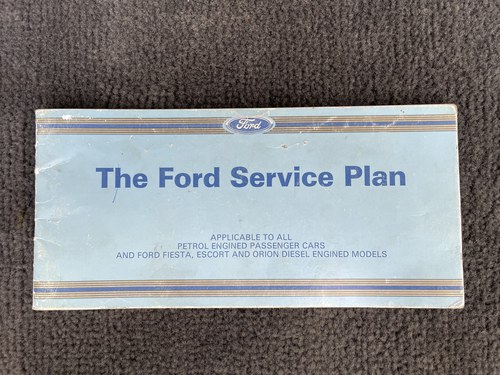 Ford
The Ford Service Plan
APPLICABLE TO ALL
PETROL ENGINED PASSENGER CARS
AND FORD FIESTA, ESCORT AND ORION DIESEL ENGINED MODELS